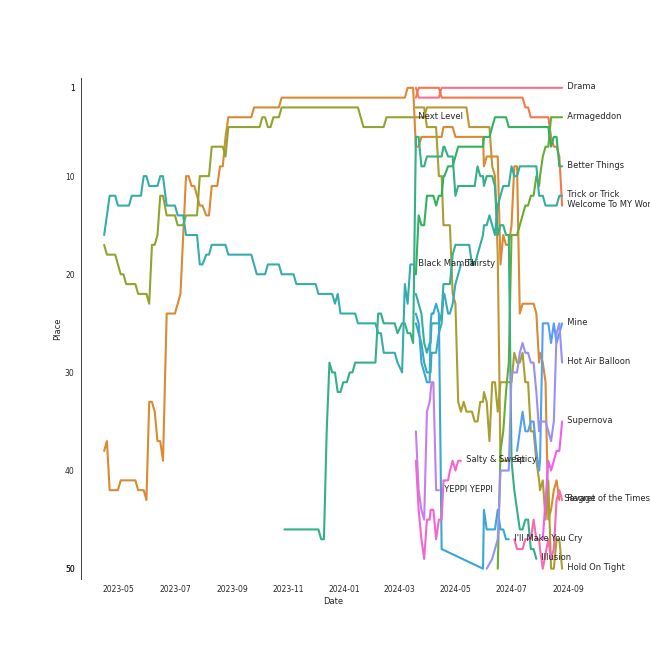 1
Drama
Next Level
Armageddon
Better Things
10
Trick or Trick
Welcome To MY Wor
Black Mamba
Thirsty
20
Place
Mine
30
Hot Air Balloon
Supernova
40
Salty & Sweet
Spicy
YEPPI YEPPI
Savage
Regret of the Times
I'll Make You Cry
Illusion
50
Hold On Tight
2023-05
2023-07
2023-09
2023-11
2024-01
2024-03
2024-05
2024-07
2024-09
Date